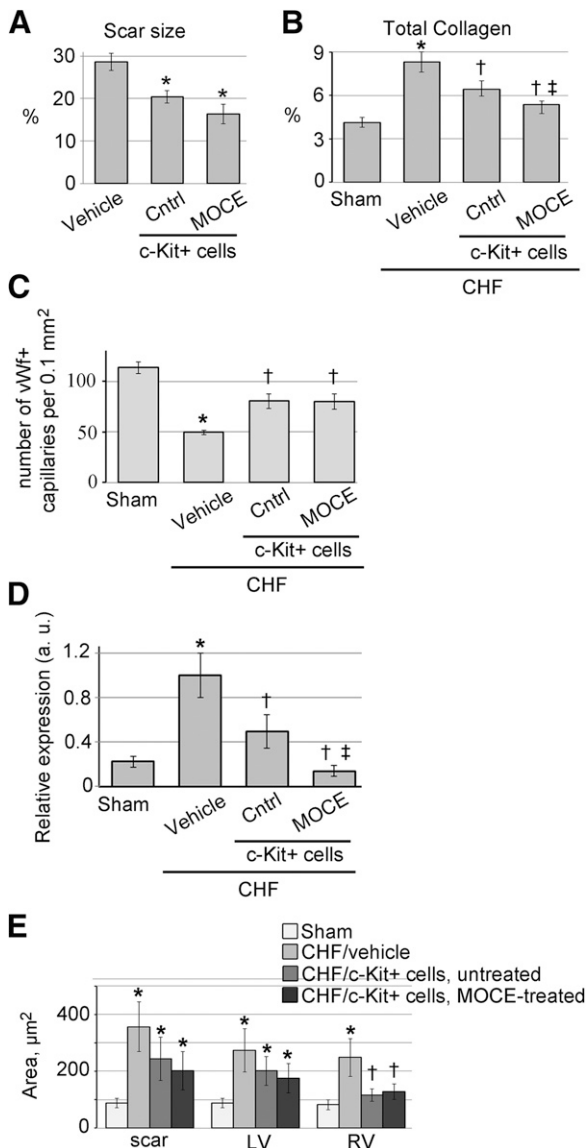 A
Scar size
30
20
%
10
0
* *
Vehicle Cntrl MOCE
c-Kit+ cells
B
Total Collagen
9
6
%
3
0
* † † ‡
Sham Vehicle Cntrl MOCE
c-Kit+ cells
CHF
C
number of vWf+
capillaries per 0.1 mm²
100
50
0
* † †
Sham Vehicle Cntrl MOCE
c-Kit+ cells
CHF
D
Relative expression (a. u.)
1.2
0.8
0.4
0
* † † ‡
Sham Vehicle Cntrl MOCE
c-Kit+ cells
CHF
E
Sham
CHF/vehicle
CHF/c-Kit+ cells, untreated
CHF/c-Kit+ cells, MOCE-treated
Area, µm²
400
200
0
* * * * * * * † †
scar LV RV